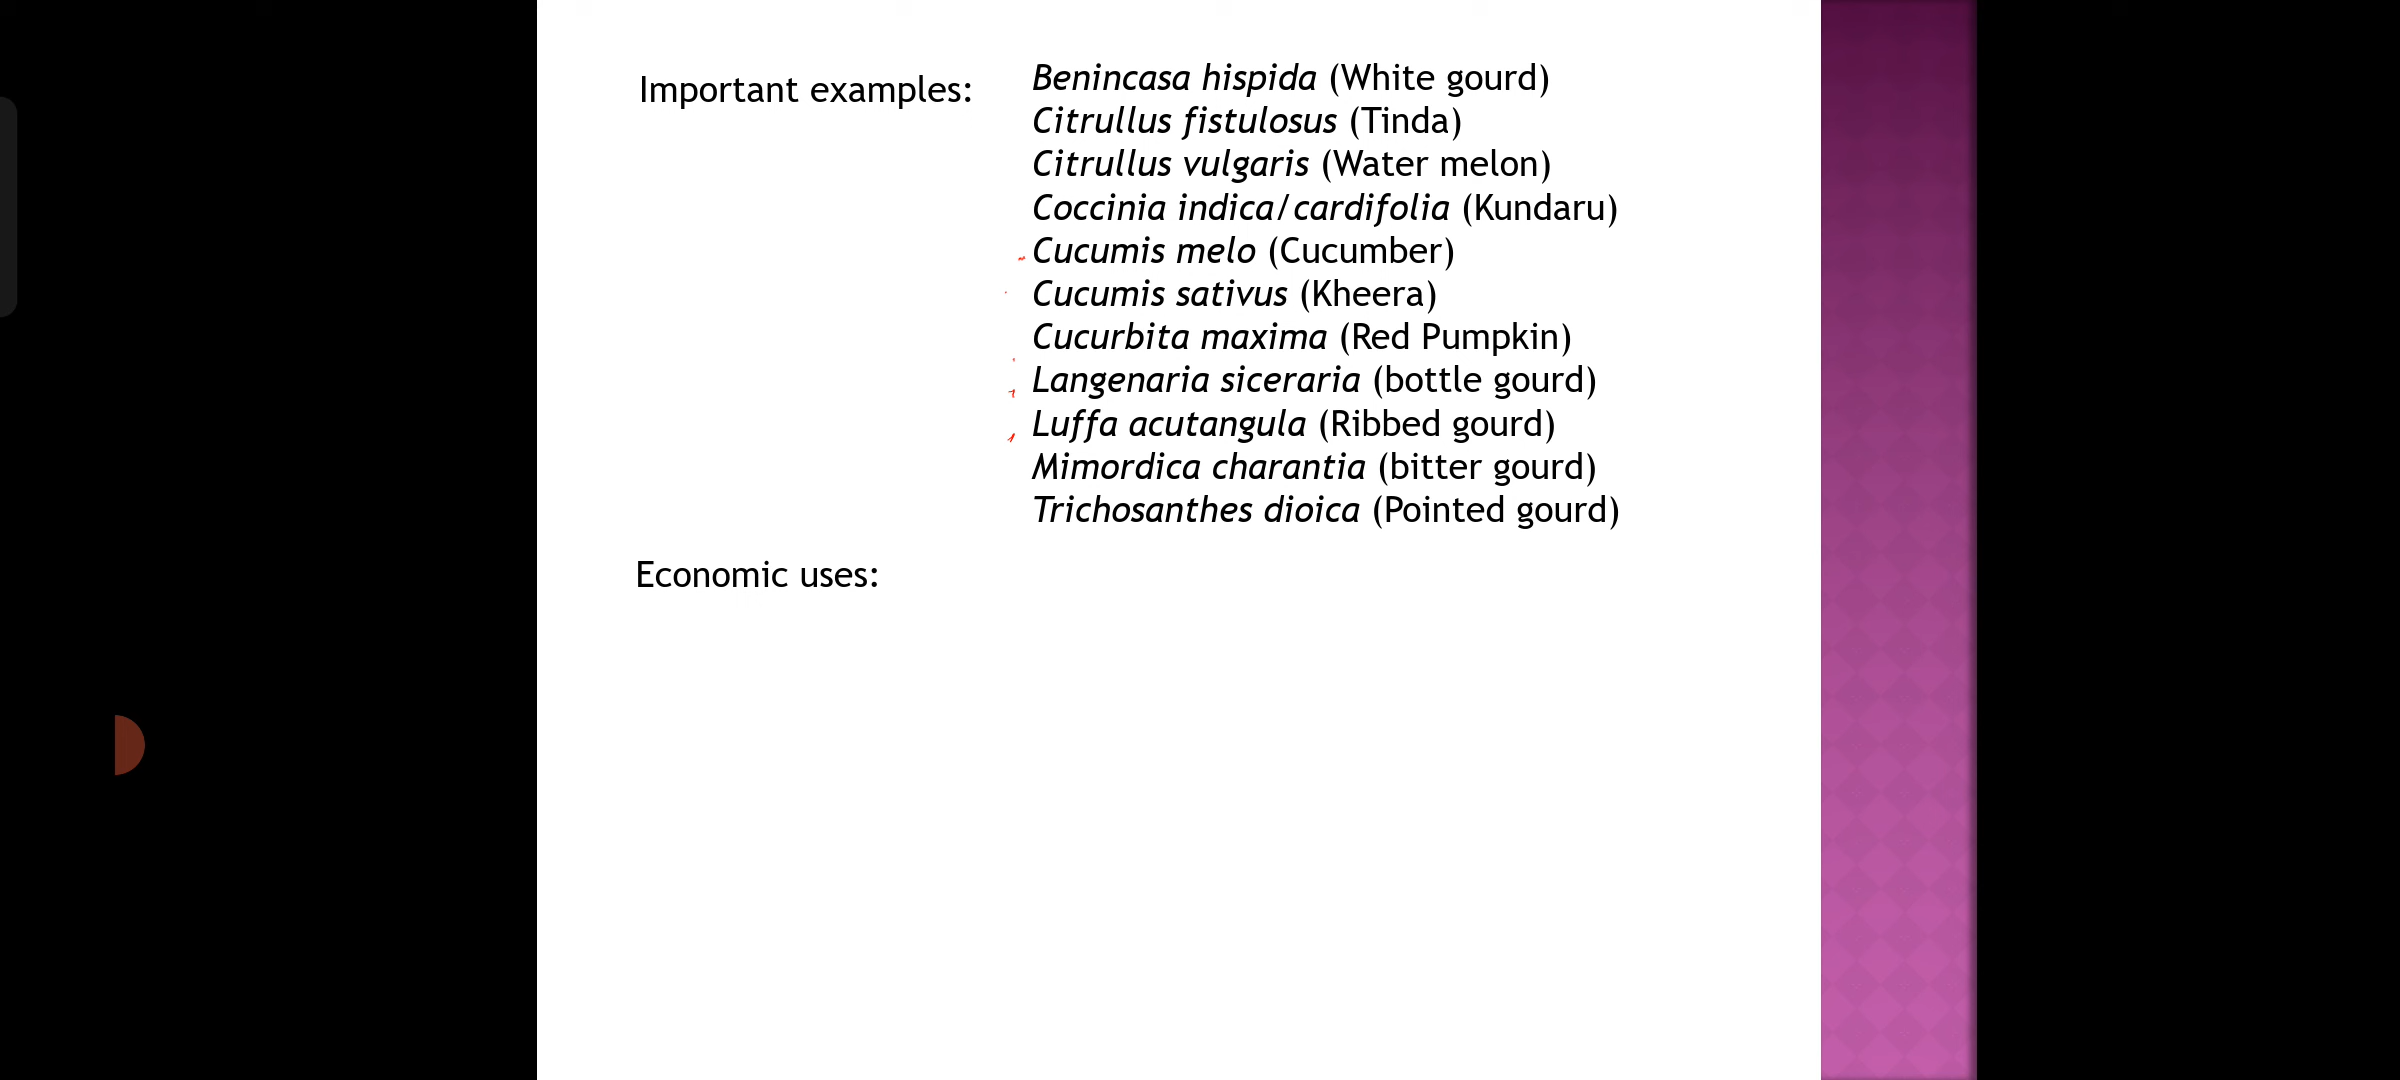 Important examples:
Benincasa hispida (White gourd)
Citrullus fistulosus (Tinda)
Citrullus vulgaris (Water melon)
Coccinia indica/cardifolia (Kundaru)
Cucumis melo (Cucumber)
Cucumis sativus (Kheera)
Cucurbita maxima (Red Pumpkin)
Langenaria siceraria (bottle gourd)
Luffa acutangula (Ribbed gourd)
Mimordica charantia (bitter gourd)
Trichosanthes dioica (Pointed gourd)
Economic uses: